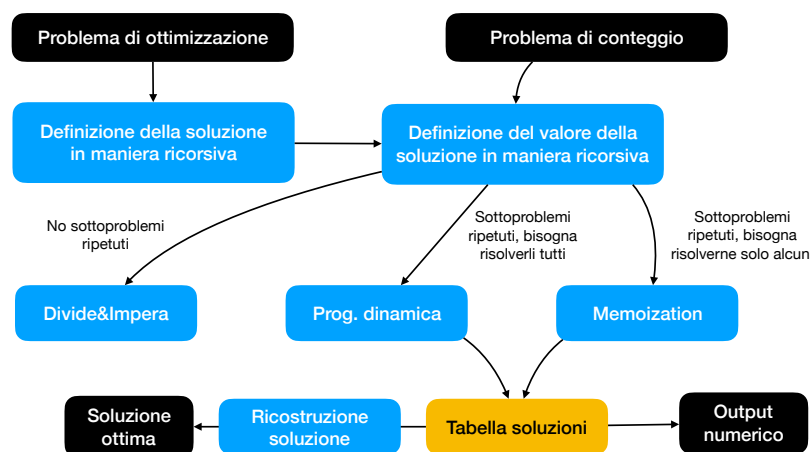 Problema di ottimizzazione
Problema di conteggio
Definizione della soluzione
in maniera ricorsiva
Definizione del valore della
soluzione in maniera ricorsiva
No sottoproblemi
ripetuti
Sottoproblemi
ripetuti, bisogna
risolverli tutti
Sottoproblemi
ripetuti, bisogna
risolverne solo alcun
Divide&Impera
Prog. dinamica
Memoization
Soluzione
ottima
Ricostruzione
soluzione
Tabella soluzioni
Output
numerico